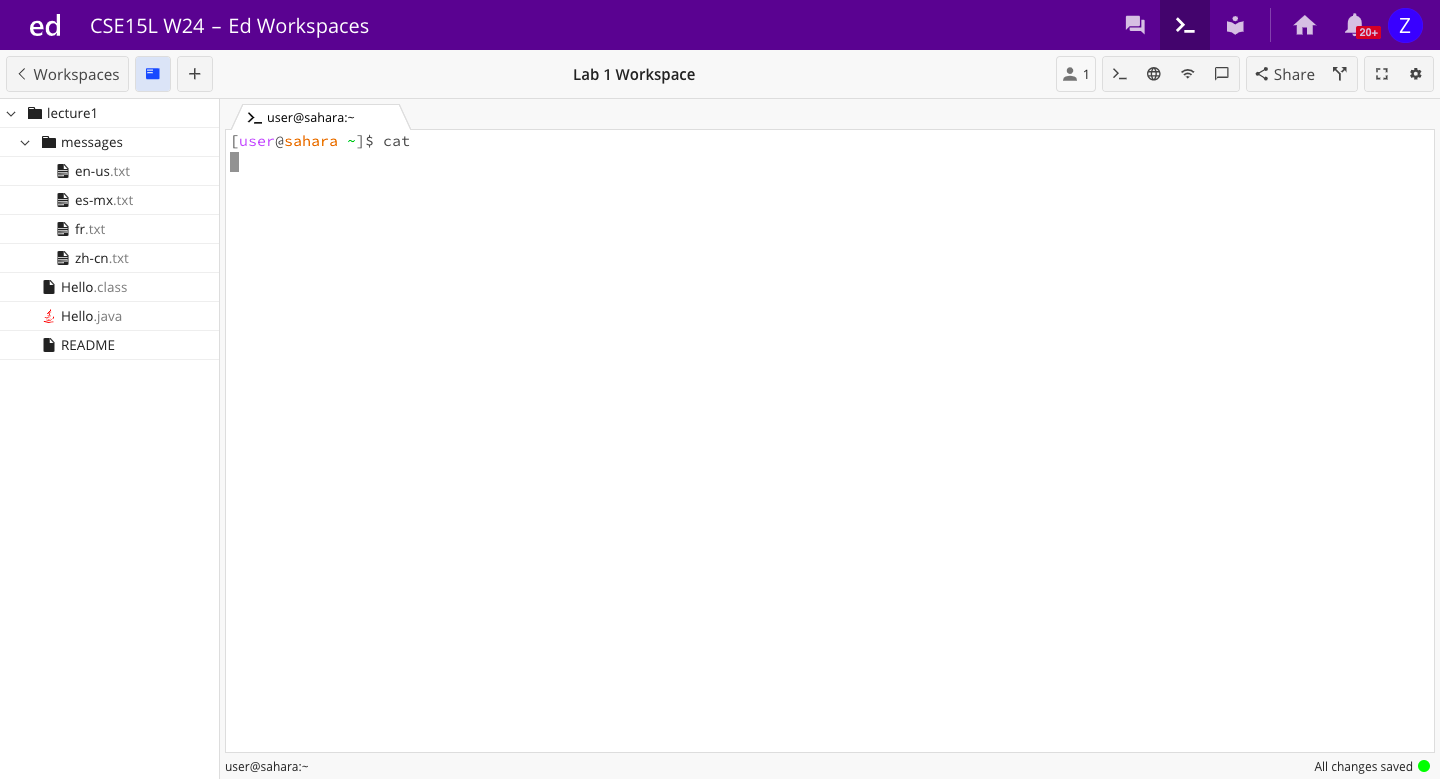 ed CSE15L W24 – Ed Workspaces 20+ Z
Workspaces Lab 1 Workspace 1 Share
lecture1
messages
en-us.txt
es-mx.txt
fr.txt
zh-cn.txt
Hello.class
Hello.java
README
user@sahara:~
[user@sahara ~]$ cat
user@sahara:~ All changes saved